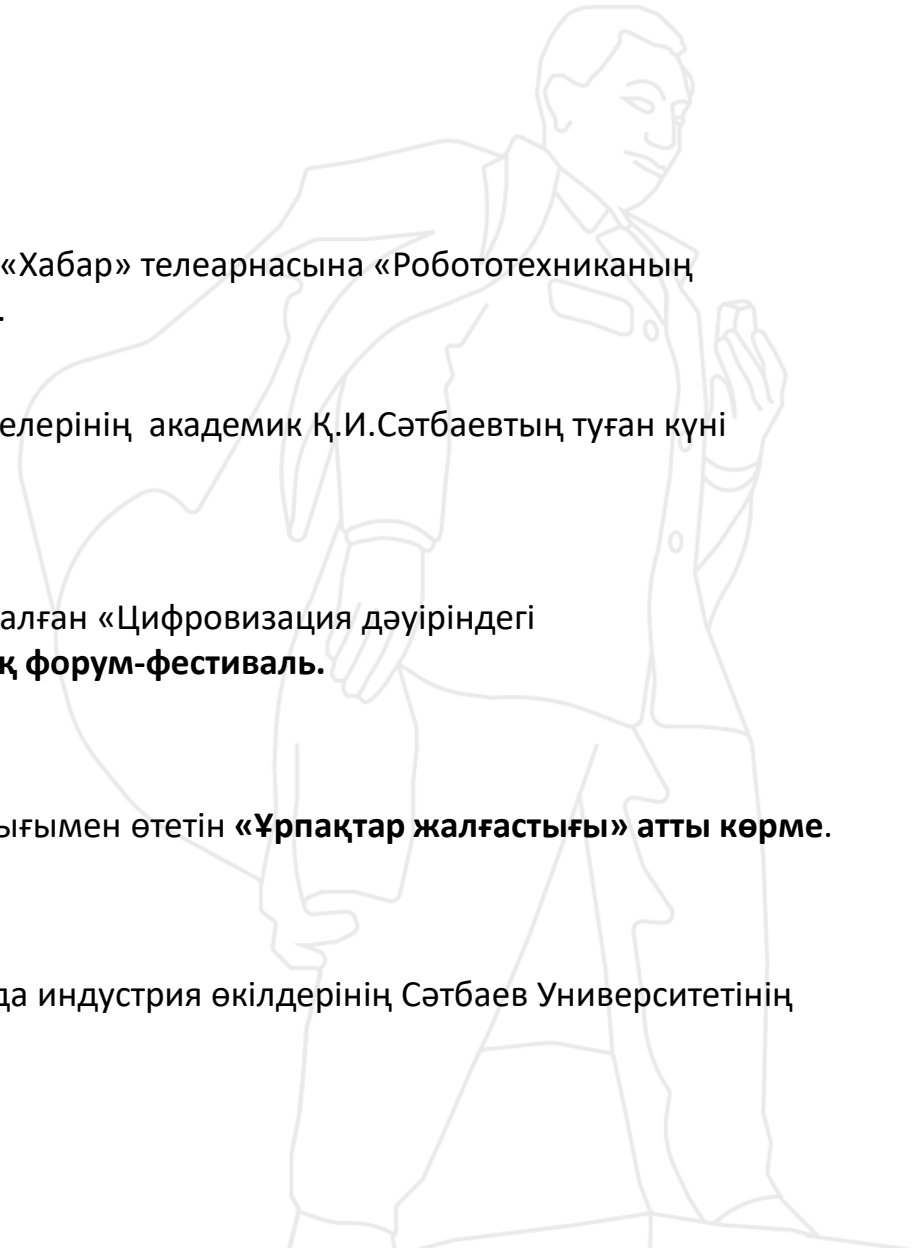 «Хабар» телеарнасына «Робототехниканың
.
елерінің академик Қ.И.Сәтбаевтың туған күні
алған «Цифровизация дәуіріндегі
қ форум-фестиваль.
ығымен өтетін «Ұрпақтар жалғастығы» атты көрме.
да индустрия өкілдерінің Сәтбаев Университетінің